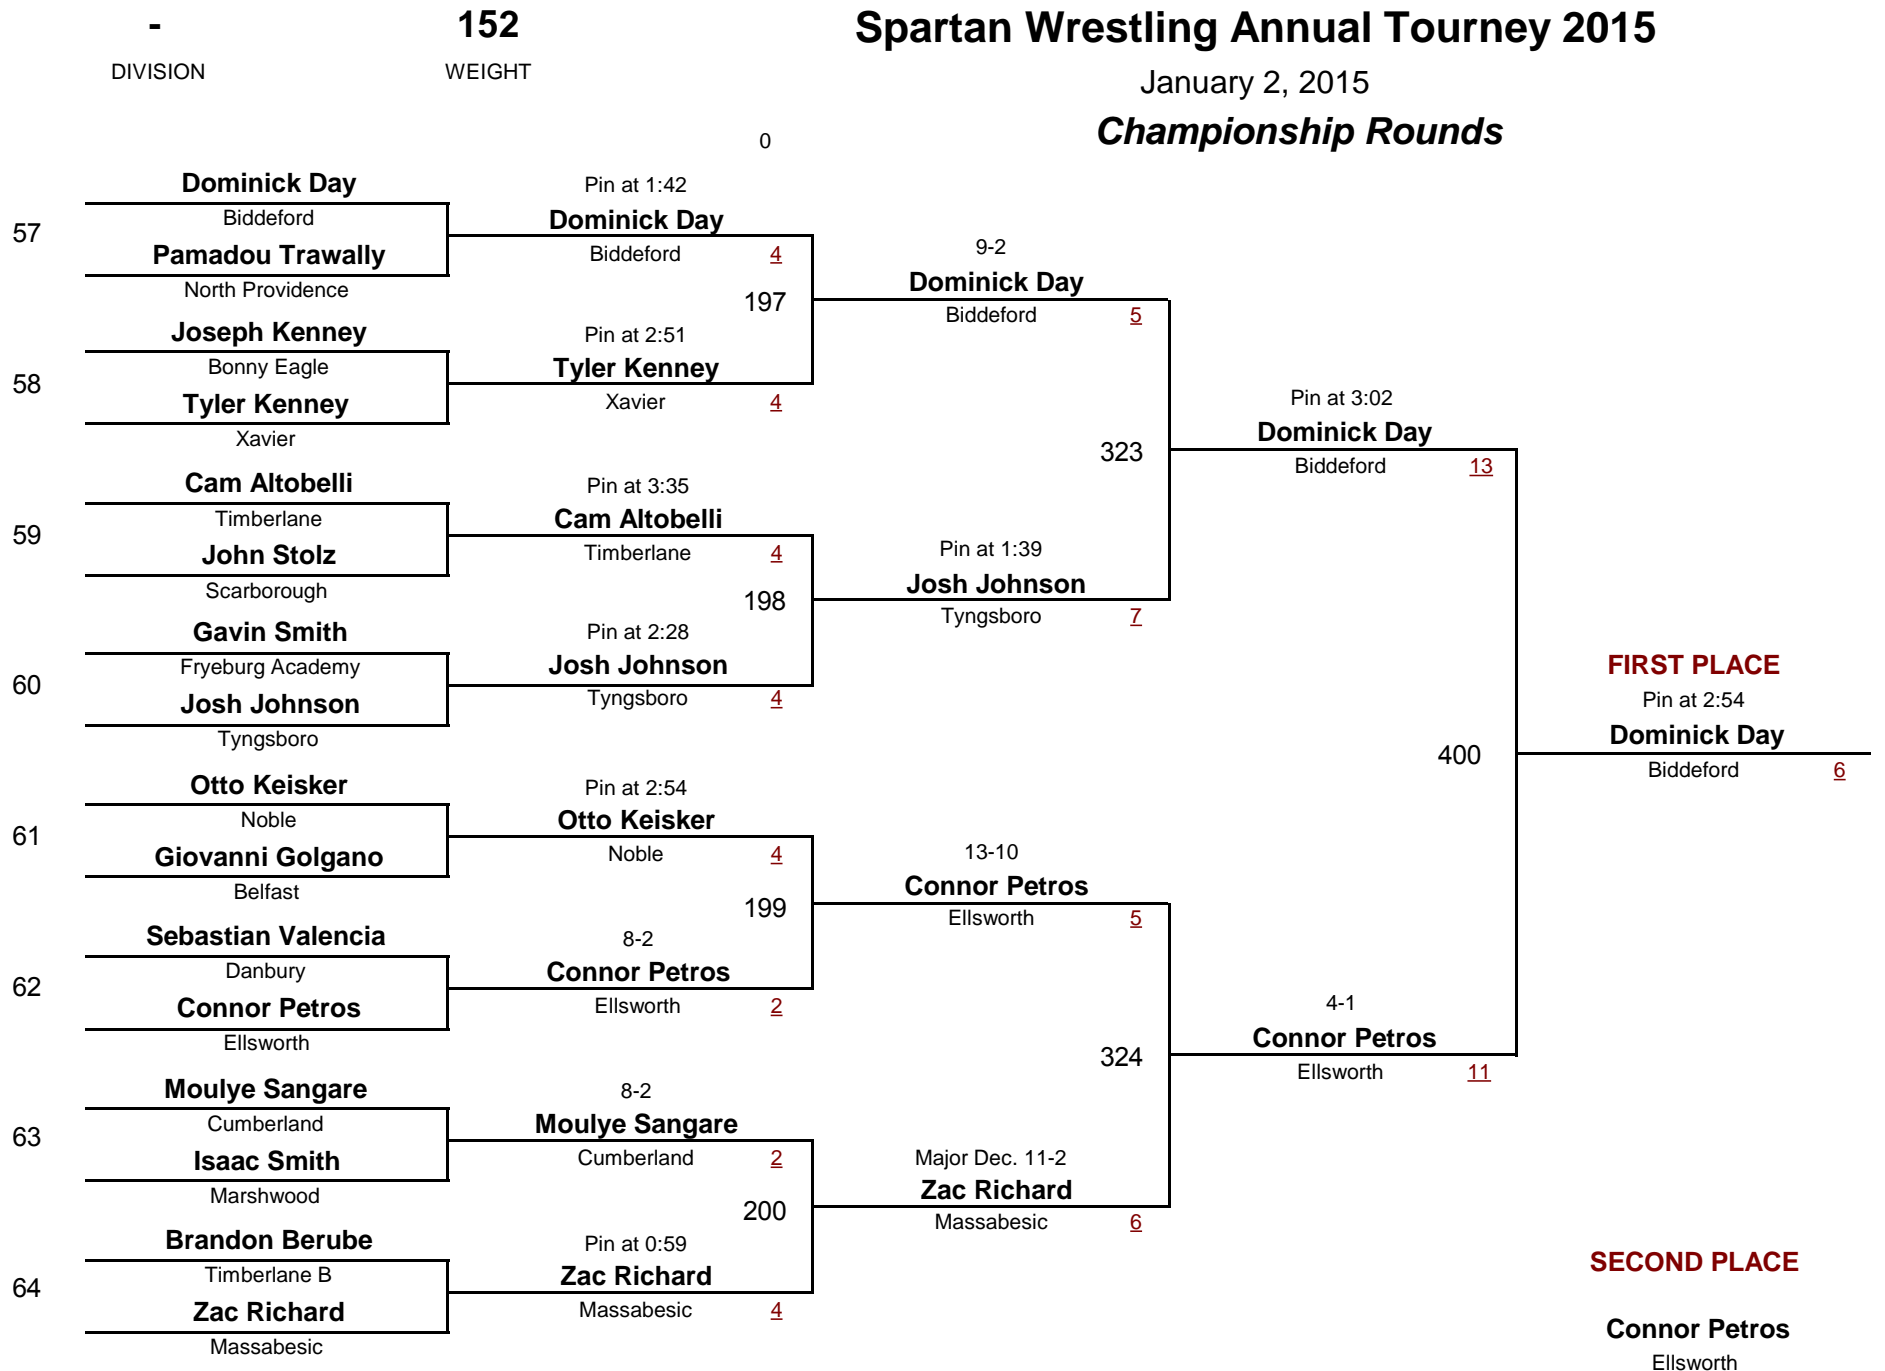 - 152 Spartan Wrestling Annual Tourney 2015
DIVISION WEIGHT
January 2, 2015
Championship Rounds
0
Dominick Day
Biddeford
57
Pamadou Trawally
North Providence
Joseph Kenney
Bonny Eagle
58
Tyler Kenney
Xavier
Cam Altobelli
Timberlane
59
John Stolz
Scarborough
Gavin Smith
Fryeburg Academy
60
Josh Johnson
Tyngsboro
Otto Keisker
Noble
61
Giovanni Golgano
Belfast
Sebastian Valencia
Danbury
62
Connor Petros
Ellsworth
Moulye Sangare
Cumberland
63
Isaac Smith
Marshwood
Brandon Berube
Timberlane B
64
Zac Richard
Massabesic
Pin at 1:42
Dominick Day
Biddeford 4
197
Pin at 2:51
Tyler Kenney
Xavier 4
Pin at 3:35
Cam Altobelli
Timberlane 4
198
Pin at 2:28
Josh Johnson
Tyngsboro 4
Pin at 2:54
Otto Keisker
Noble 4
199
8-2
Connor Petros
Ellsworth 2
8-2
Moulye Sangare
Cumberland 2
200
Pin at 0:59
Zac Richard
Massabesic 4
9-2
Dominick Day
Biddeford 5
323
Pin at 1:39
Josh Johnson
Tyngsboro 7
13-10
Connor Petros
Ellsworth 5
324
Major Dec. 11-2
Zac Richard
Massabesic 6
Pin at 3:02
Dominick Day
Biddeford 13
400
4-1
Connor Petros
Ellsworth 11
FIRST PLACE
Pin at 2:54
Dominick Day
Biddeford 6
SECOND PLACE
Connor Petros
Ellsworth